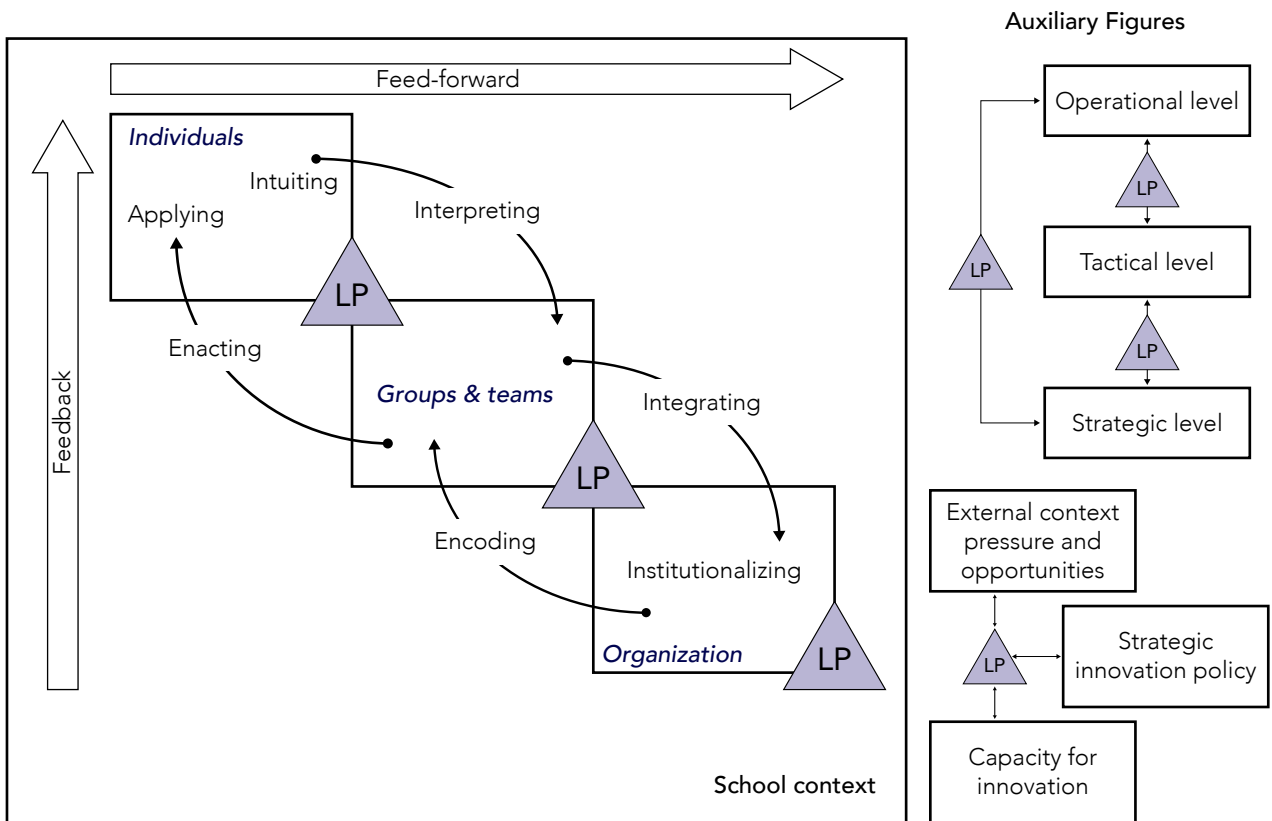 Auxiliary Figures
Feed-forward
Feedback
Individuals
Intuiting
Applying
Interpreting
LP
Enacting
Groups & teams
Integrating
LP
Encoding
Institutionalizing
Organization
LP
School context
Operational level
LP
Tactical level
LP
LP
Strategic level
External context
pressure and
opportunities
LP
Strategic
innovation policy
Capacity for
innovation